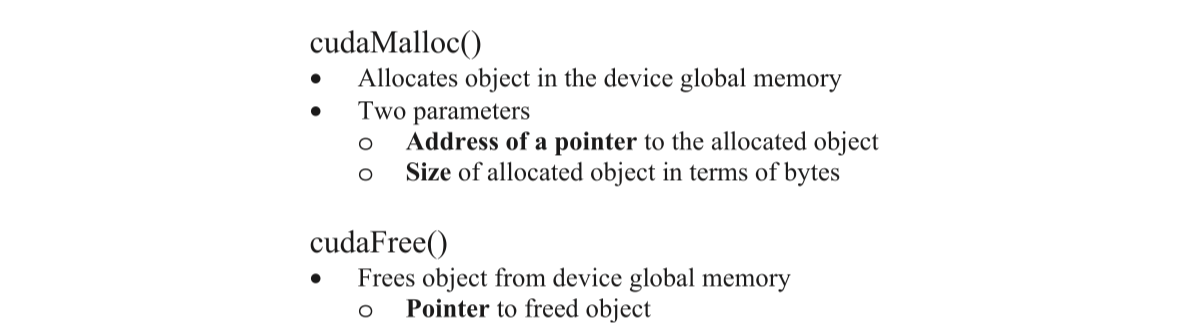 cudaMalloc()
• Allocates object in the device global memory
• Two parameters
o Address of a pointer to the allocated object
o Size of allocated object in terms of bytes
cudaFree()
• Frees object from device global memory
o Pointer to freed object